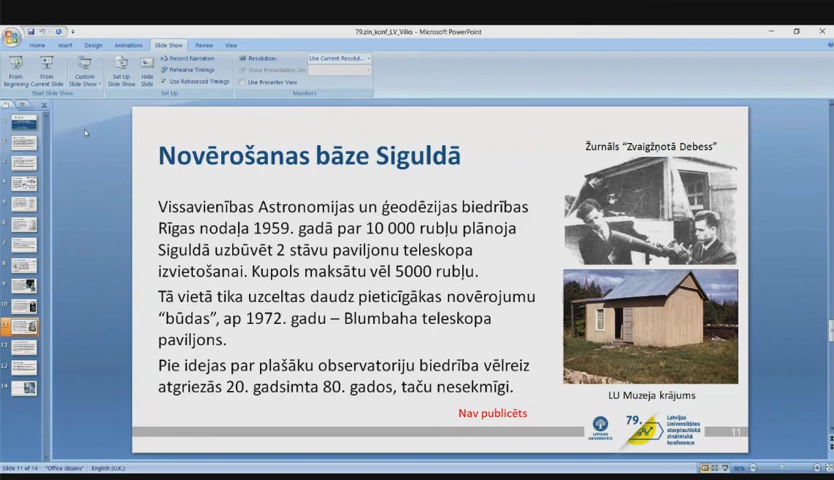 79.zin_konf_LV_Vilks - Microsoft PowerPoint
Home Insert Design Animations Slide Show Review View
From Beginning
From Current Slide
Custom Slide Show
Start Slide Show
Set Up Slide Show
Hide Slide
Record Narration
Rehearse Timings
Use Rehearsed Timings
Set Up
Resolution:
Use Current Resolut...
Show Presentation On:
Use Presenter View
Monitors
Novērošanas bāze Siguldā
Vissavienības Astronomijas un ģeodēzijas biedrības
Rīgas nodaļa 1959. gadā par 10 000 rubļu plānoja
Siguldā uzbūvēt 2 stāvu paviljonu teleskopa
izvietošanai. Kupols maksātu vēl 5000 rubļu.
Tā vietā tika uzceltas daudz pieticīgākas novērojumu
“būdas”, ap 1972. gadu – Blumbaha teleskopa
paviljons.
Pie idejas par plašāku observatoriju biedrība vēlreiz
atgriezās 20. gadsimta 80. gados, taču nesekmīgi.
Nav publicēts
Žurnāls “Zvaigžņotā Debess”
LU Muzeja krājums
LATVIJAS
UNIVERSITĀTE
79.
Latvijas
Universitātes
starptautiskā
zinātniskā
konference
11
Slide 11 of 14 "Office dizains" English (U.K.)